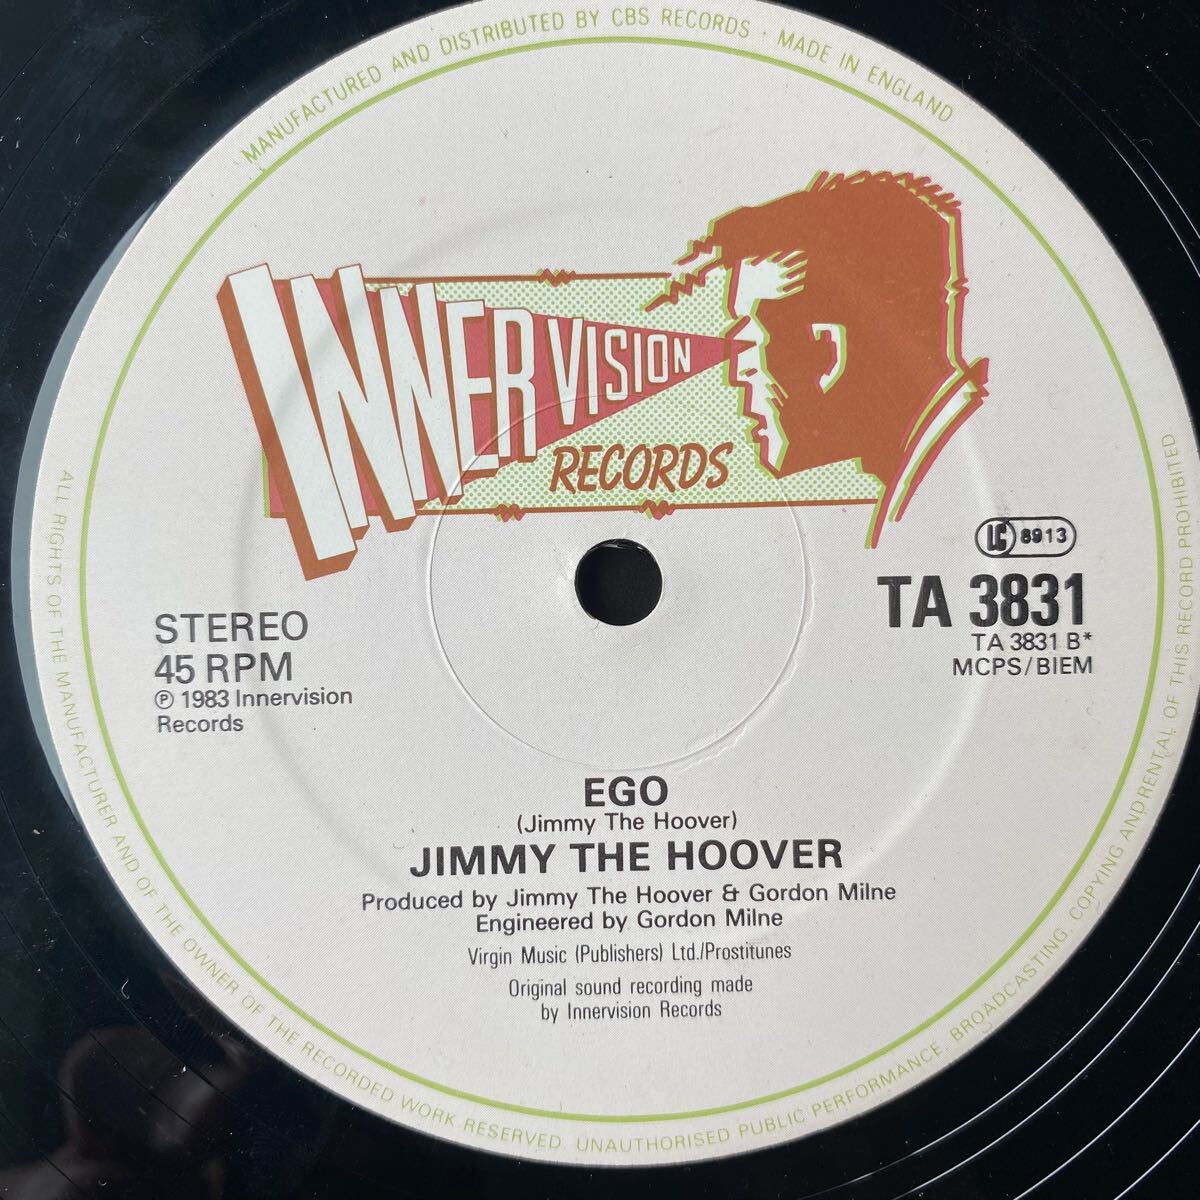 MANUFACTURED AND DISTRIBUTED BY CBS RECORDS · MADE IN ENGLAND
INNERVISION
RECORDS
LC 8913
TA 3831
TA 3831 B*
MCPS/BIEM
STEREO
45 RPM
℗ 1983 Innervision
Records
EGO
(Jimmy The Hoover)
JIMMY THE HOOVER
Produced by Jimmy The Hoover & Gordon Milne
Engineered by Gordon Milne
Virgin Music (Publishers) Ltd./Prostitunes
Original sound recording made
by Innervision Records
ALL RIGHTS OF THE MANUFACTURER AND OF THE OWNER OF THE RECORDED WORK RESERVED. UNAUTHORISED PUBLIC PERFORMANCE, BROADCASTING, COPYING AND RENTAL OF THIS RECORD PROHIBITED